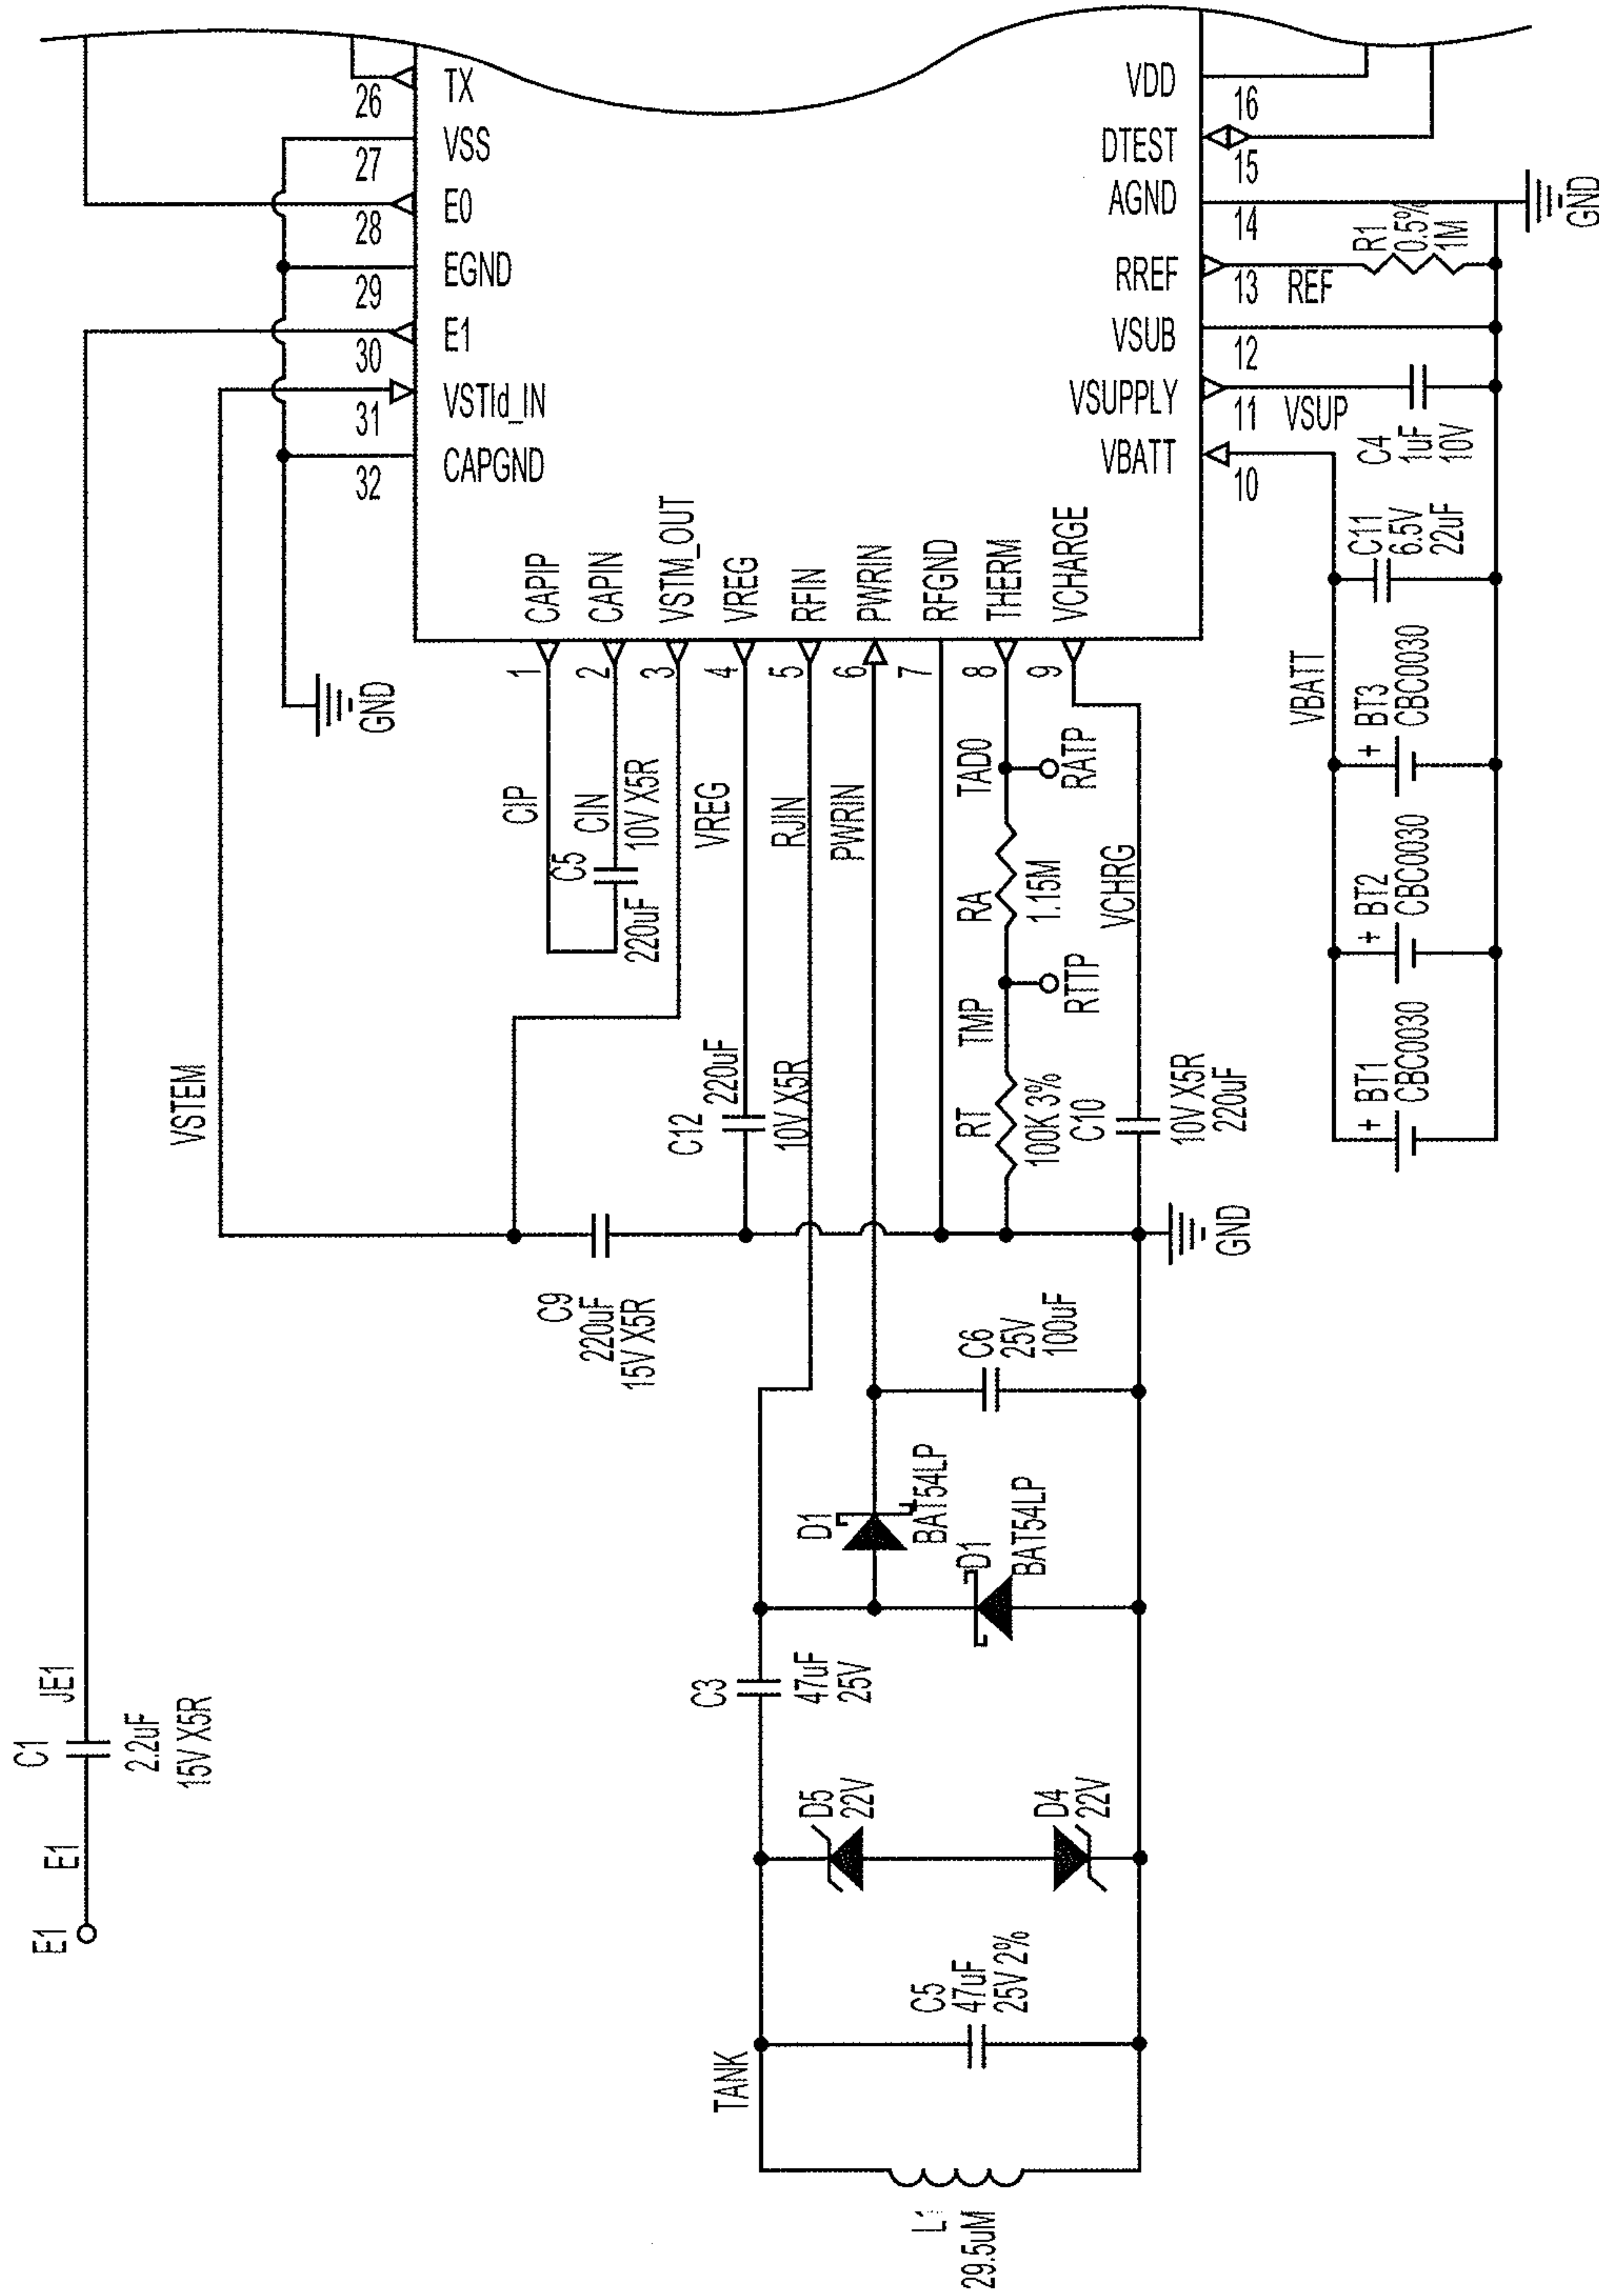 E1
E1
C1
JE1
2.2uF
15V X5R
VSTEM
GND
26
TX
27
VSS
28
E0
29
EGND
30
E1
31
VSTId_IN
32
CAPGND
CAPIP
CAPIN
VSTM_OUT
VREG
RFIN
PWRIN
RFGND
THERM
VCHARGE
1
2
3
4
5
6
7
8
9
CIP
CIN
C5
220uF
10V X5R
VREG
RJIN
PWRIN
C12
220uF
10V X5R
TAD0
RATP
RA
1.15M
TMP
RTTP
RT
100K 3%
VCHRG
C10
10V X5R
220uF
GND
C9
220uF
15V X5R
C6
25V
100uF
D1
BAT54LP
D1
BAT54LP
C3
47uF
25V
D5
22V
D4
22V
C5
47uF
25V 2%
TANK
L1
29.5uM
VDD
16
DTEST
15
AGND
14
RREF
13
REF
VSUB
12
VSUPPLY
11
VSUP
VBATT
10
R1
0.5%
1M
GND
C4
1uF
10V
C11
6.5V
22uF
VBATT
+ BT3
CBC0030
+ BT2
CBC0030
+ BT1
CBC0030